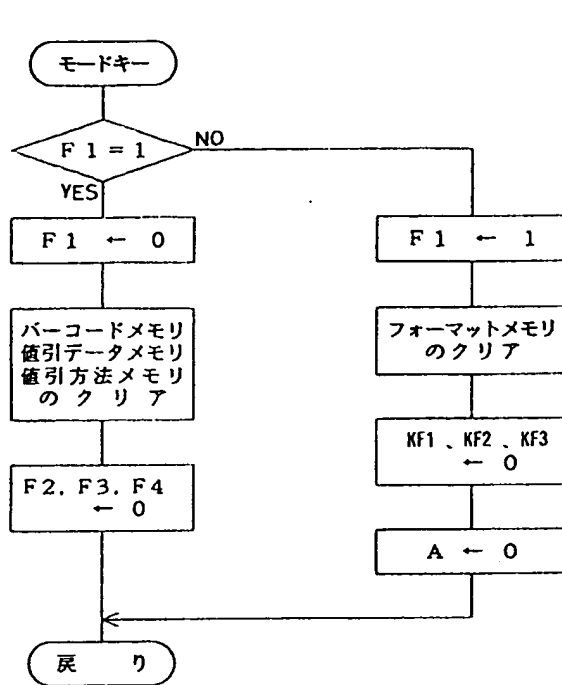 モードキー
F1=1
NO
YES
F1 ← 0
バーコードメモリ
値引データメモリ
値引方法メモリ
のクリア
F2, F3, F4
← 0
F1 ← 1
フォーマットメモリ
のクリア
KF1、KF2、KF3
← 0
A ← 0
戻り